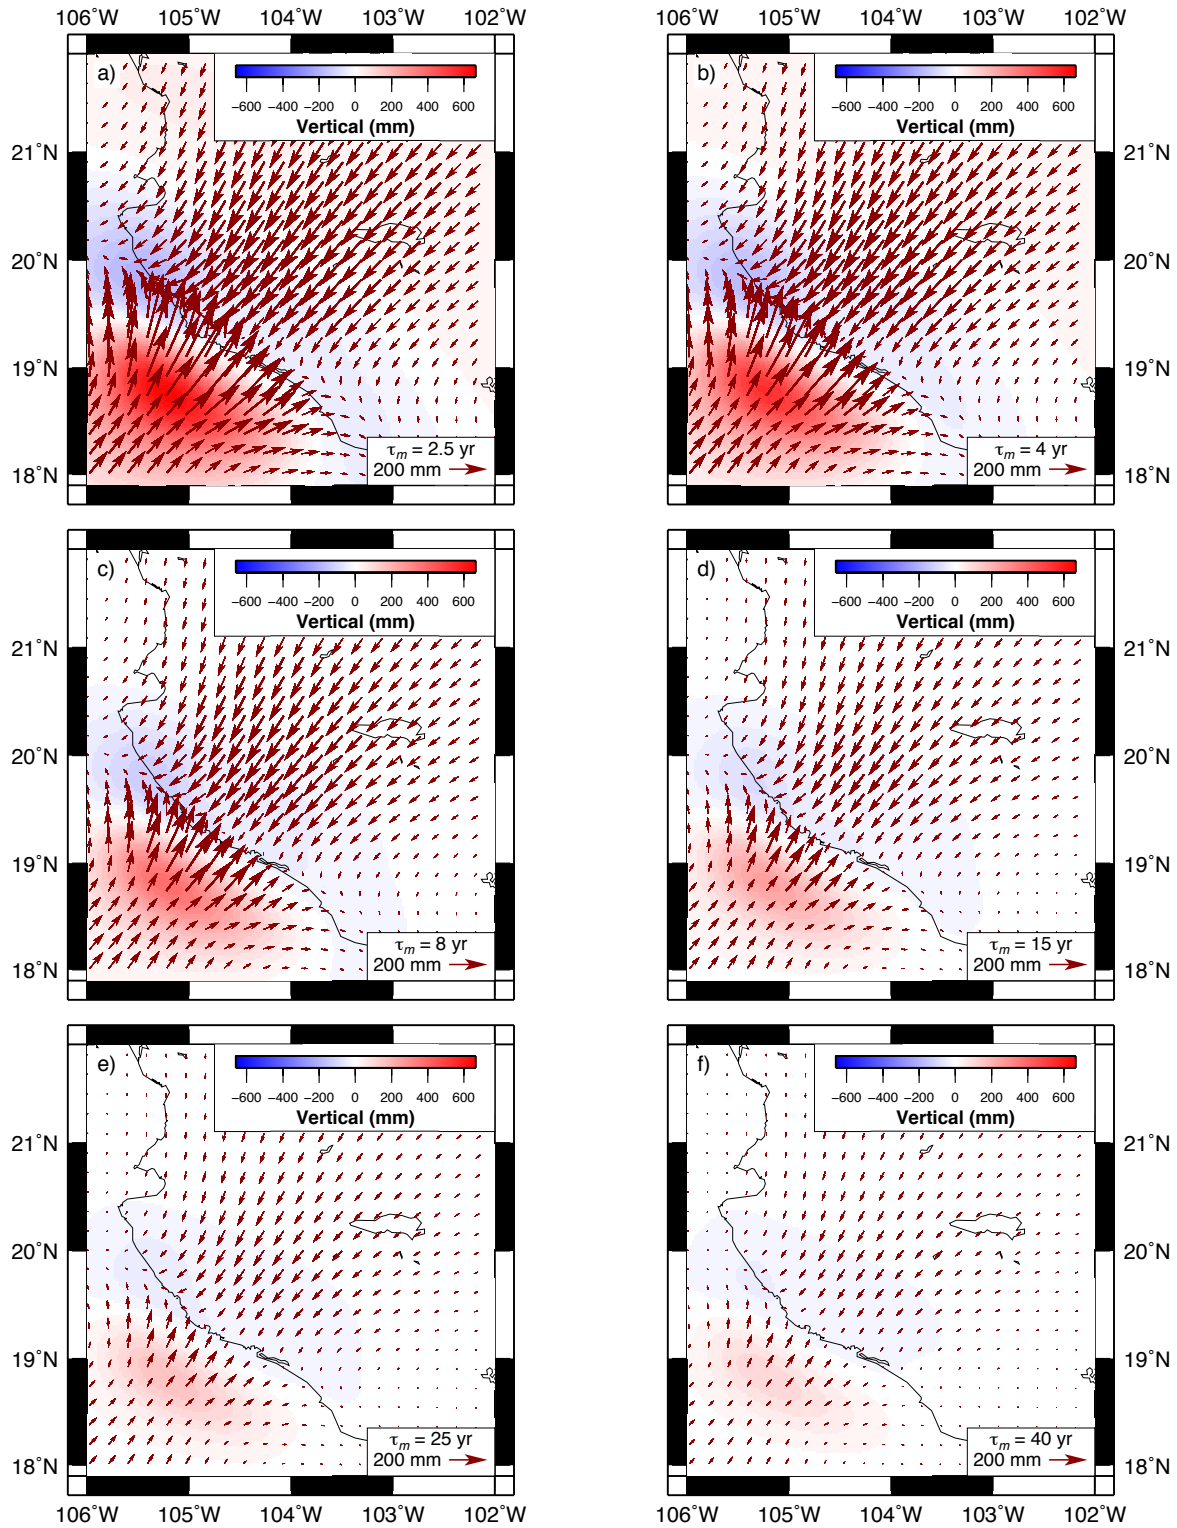 106˚W 105˚W 104˚W 103˚W 102˚W 106˚W 105˚W 104˚W 103˚W 102˚W
a) b)
−600 −400 −200 0 200 400 600 −600 −400 −200 0 200 400 600
Vertical (mm) Vertical (mm)
21˚N 21˚N
20˚N 20˚N
19˚N 19˚N
τm = 2.5 yr τm = 4 yr
18˚N 200 mm 200 mm 18˚N
c) d)
−600 −400 −200 0 200 400 600 −600 −400 −200 0 200 400 600
Vertical (mm) Vertical (mm)
21˚N 21˚N
20˚N 20˚N
19˚N 19˚N
τm = 8 yr τm = 15 yr
18˚N 200 mm 200 mm 18˚N
e) f)
−600 −400 −200 0 200 400 600 −600 −400 −200 0 200 400 600
Vertical (mm) Vertical (mm)
21˚N 21˚N
20˚N 20˚N
19˚N 19˚N
τm = 25 yr τm = 40 yr
18˚N 200 mm 200 mm 18˚N
106˚W 105˚W 104˚W 103˚W 102˚W 106˚W 105˚W 104˚W 103˚W 102˚W